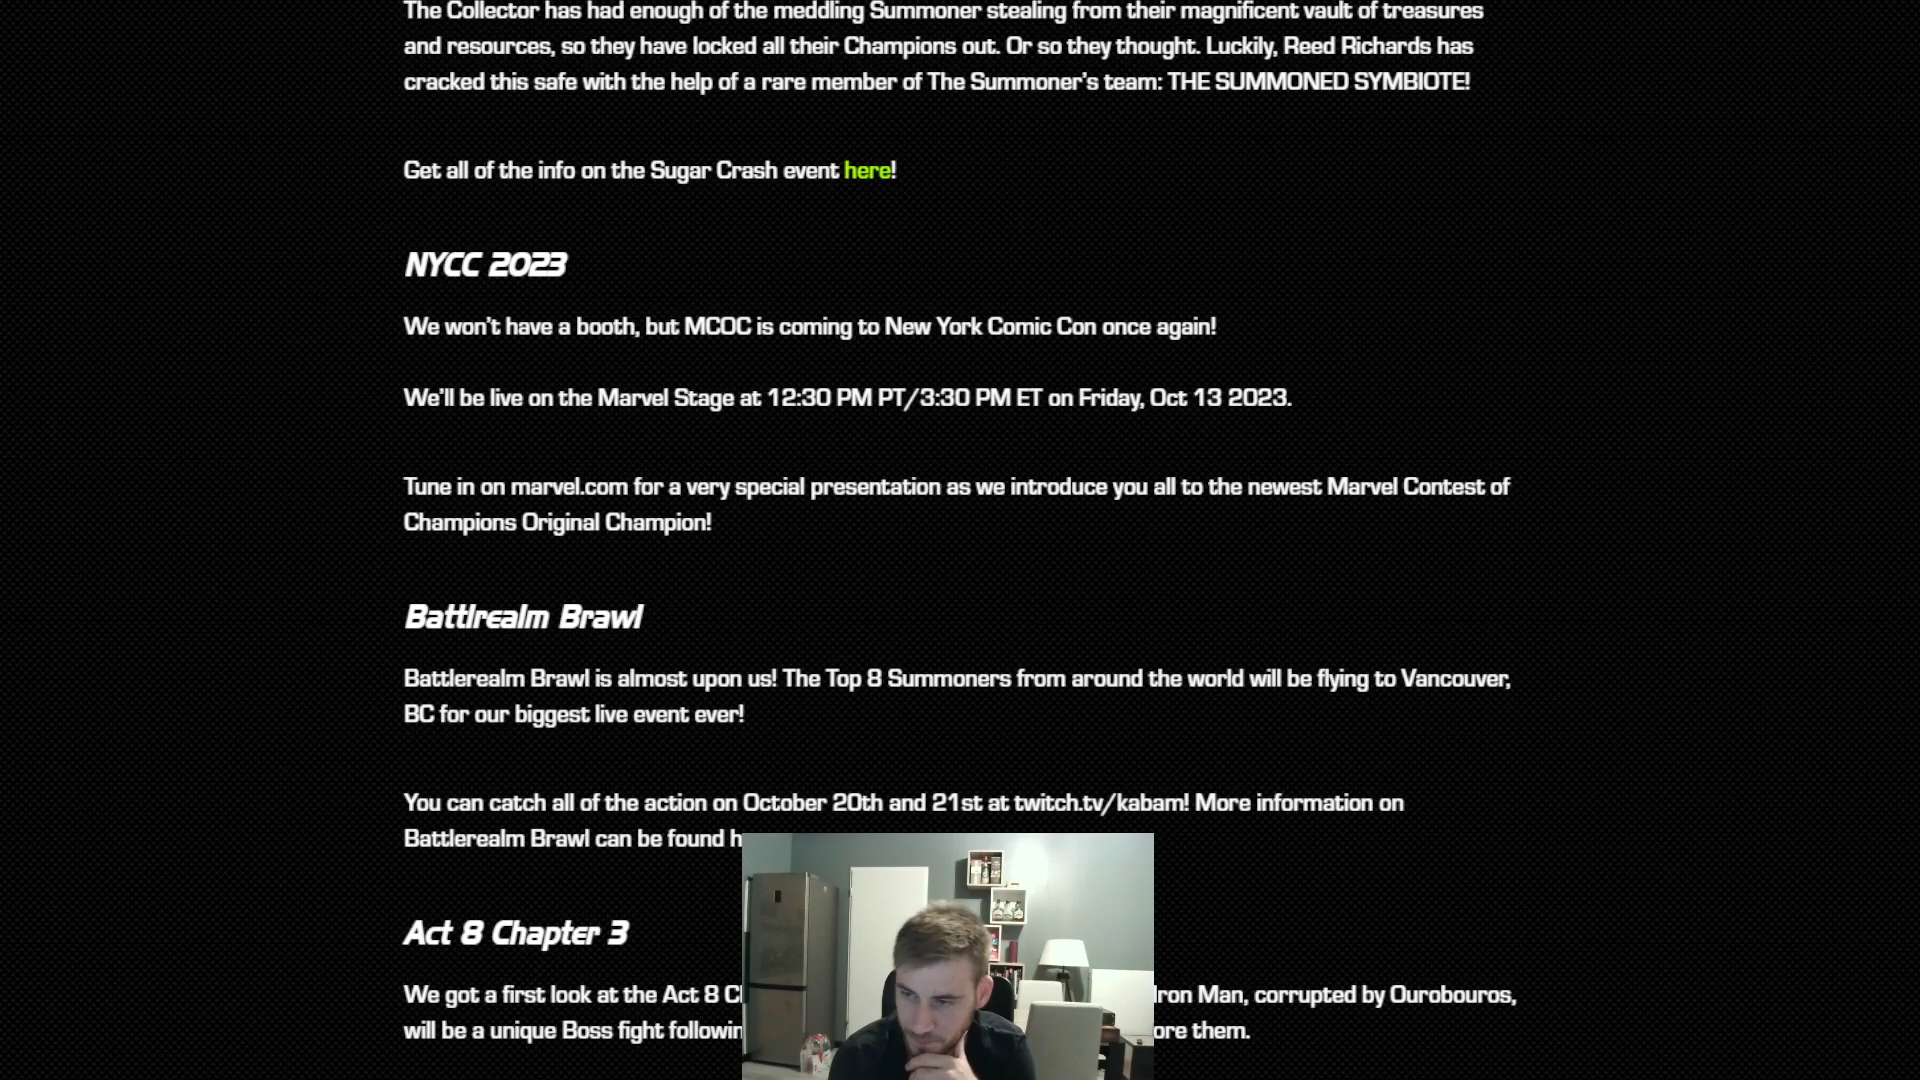 The Collector has had enough of the meddling Summoner stealing from their magnificent vault of treasures
and resources, so they have locked all their Champions out. Or so they thought. Luckily, Reed Richards has
cracked this safe with the help of a rare member of The Summoner's team: THE SUMMONED SYMBIOTE!
Get all of the info on the Sugar Crash event here!
NYCC 2023
We won't have a booth, but MCOC is coming to New York Comic Con once again!
We'll be live on the Marvel Stage at 12:30 PM PT/3:30 PM ET on Friday, Oct 13 2023.
Tune in on marvel.com for a very special presentation as we introduce you all to the newest Marvel Contest of
Champions Original Champion!
Battlrealm Brawl
Battlerealm Brawl is almost upon us! The Top 8 Summoners from around the world will be flying to Vancouver,
BC for our biggest live event ever!
You can catch all of the action on October 20th and 21st at twitch.tv/kabam! More information on
Battlerealm Brawl can be found
Act 8 Chapter 3
We got a first look at the Act 8 Iron Man, corrupted by Ourobouros,
will be a unique Boss fight them.